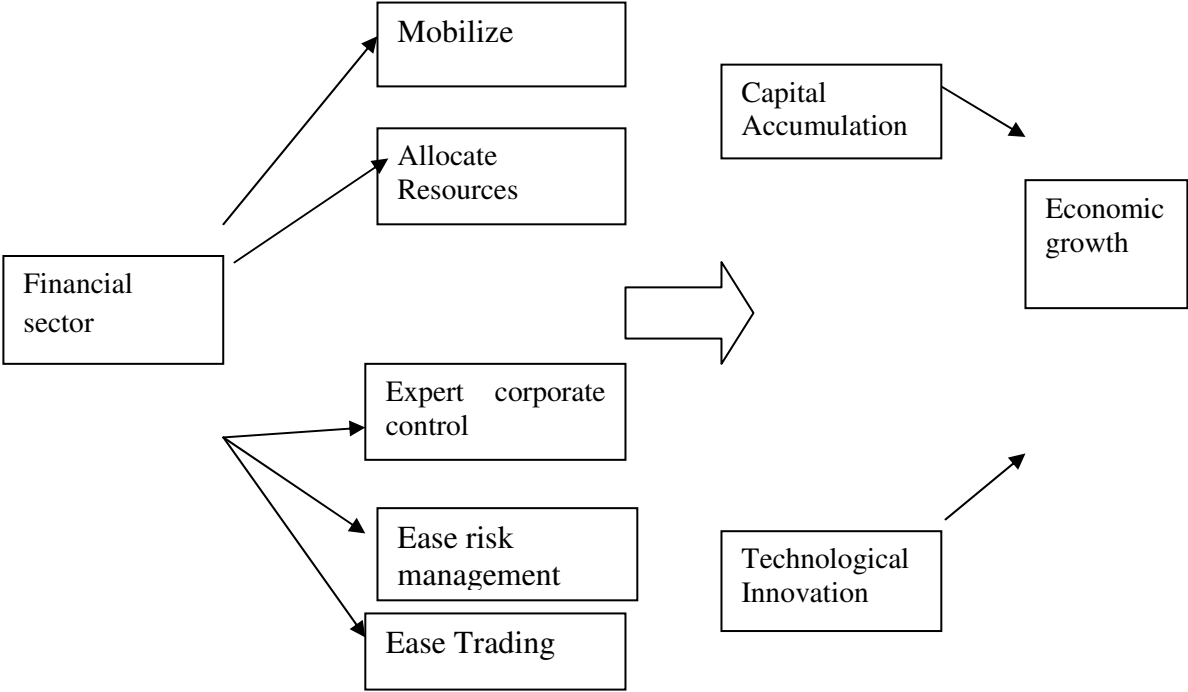 Mobilize
Allocate
Resources
Financial
sector
Expert corporate
control
Ease risk
management
Ease Trading
Capital
Accumulation
Technological
Innovation
Economic
growth